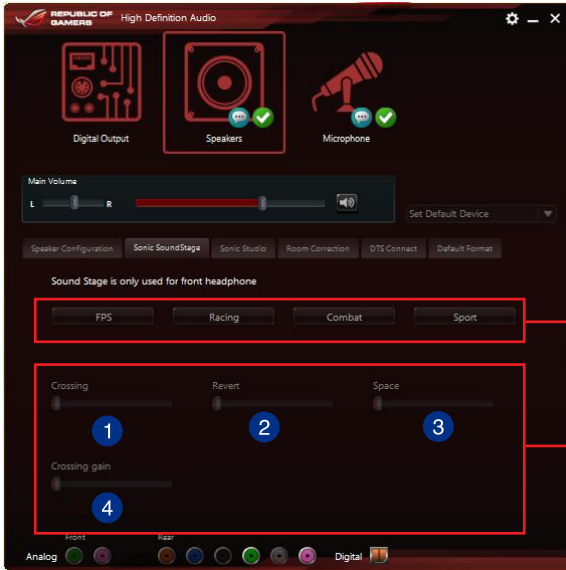 REPUBLIC OF
GAMERS
High Definition Audio
Digital Output
Speakers
Microphone
Main Volume
L
R
Set Default Device
Speaker Configuration
Sonic SoundStage
Sonic Studio
Room Correction
DTS Connect
Default Format
Sound Stage is only used for front headphone
FPS
Racing
Combat
Sport
Crossing
Revert
Space
1
2
3
Crossing gain
4
Front
Rear
Analog
Digital